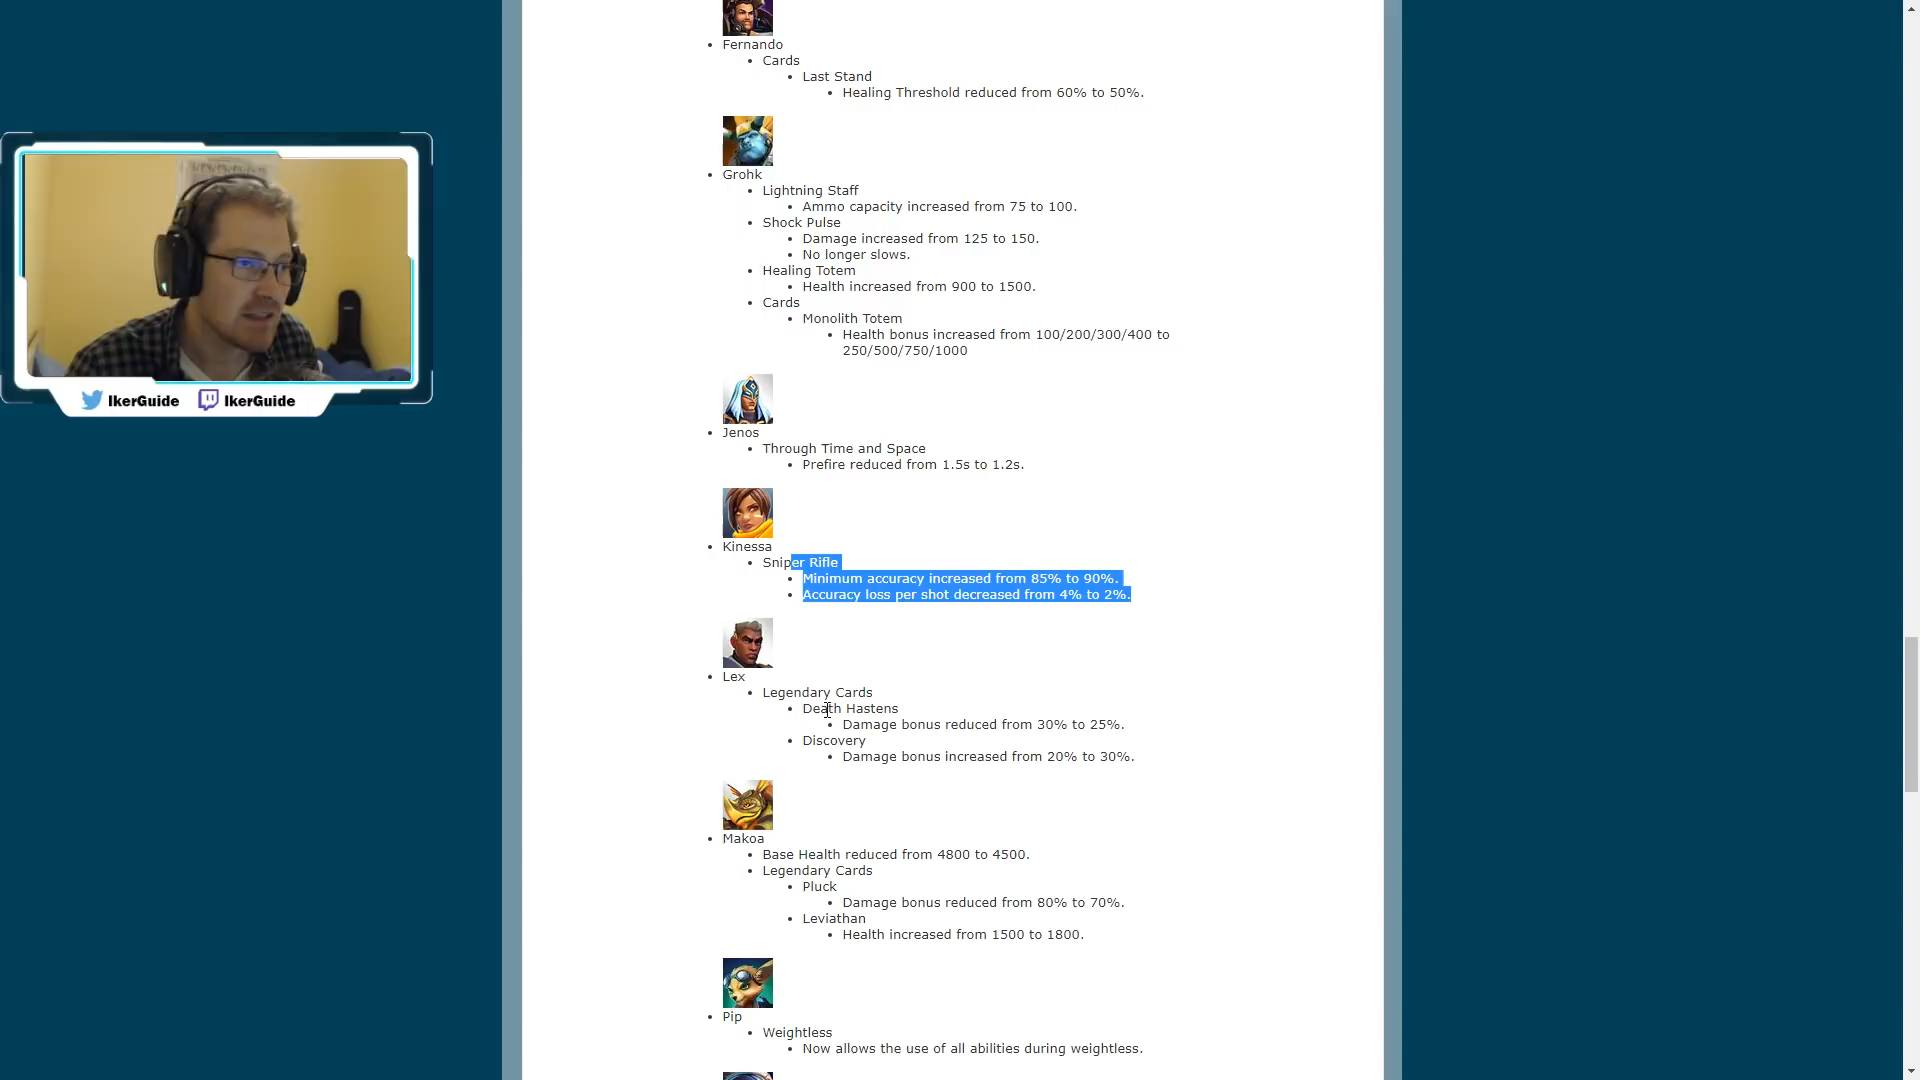 Fernando
Cards
Last Stand
Healing Threshold reduced from 60% to 50%.
Grohk
Lightning Staff
Ammo capacity increased from 75 to 100.
Shock Pulse
Damage increased from 125 to 150.
No longer slows.
Healing Totem
Health increased from 900 to 1500.
Cards
Monolith Totem
Health bonus increased from 100/200/300/400 to
250/500/750/1000
IkerGuide IkerGuide
Jenos
Through Time and Space
Prefire reduced from 1.5s to 1.2s.
Kinessa
Sniper Rifle
Minimum accuracy increased from 85% to 90%.
Accuracy loss per shot decreased from 4% to 2%.
Lex
Legendary Cards
Death Hastens
Damage bonus reduced from 30% to 25%.
Discovery
Damage bonus increased from 20% to 30%.
Makoa
Base Health reduced from 4800 to 4500.
Legendary Cards
Pluck
Damage bonus reduced from 80% to 70%.
Leviathan
Health increased from 1500 to 1800.
Pip
Weightless
Now allows the use of all abilities during weightless.